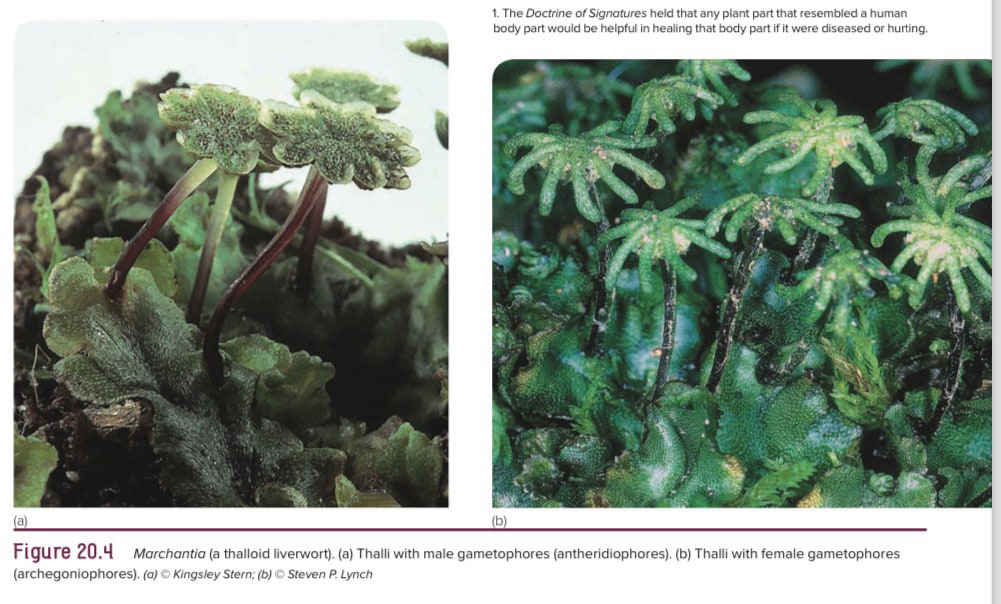 1. The Doctrine of Signatures held that any plant part that resembled a human
body part would be helpful in healing that body part if it were diseased or hurting.
(a)
(b)
Figure 20.4 Marchantia (a thalloid liverwort). (a) Thalli with male gametophores (antheridiophores). (b) Thalli with female gametophores
(archegoniophores). (a) © Kingsley Stern; (b) © Steven P. Lynch